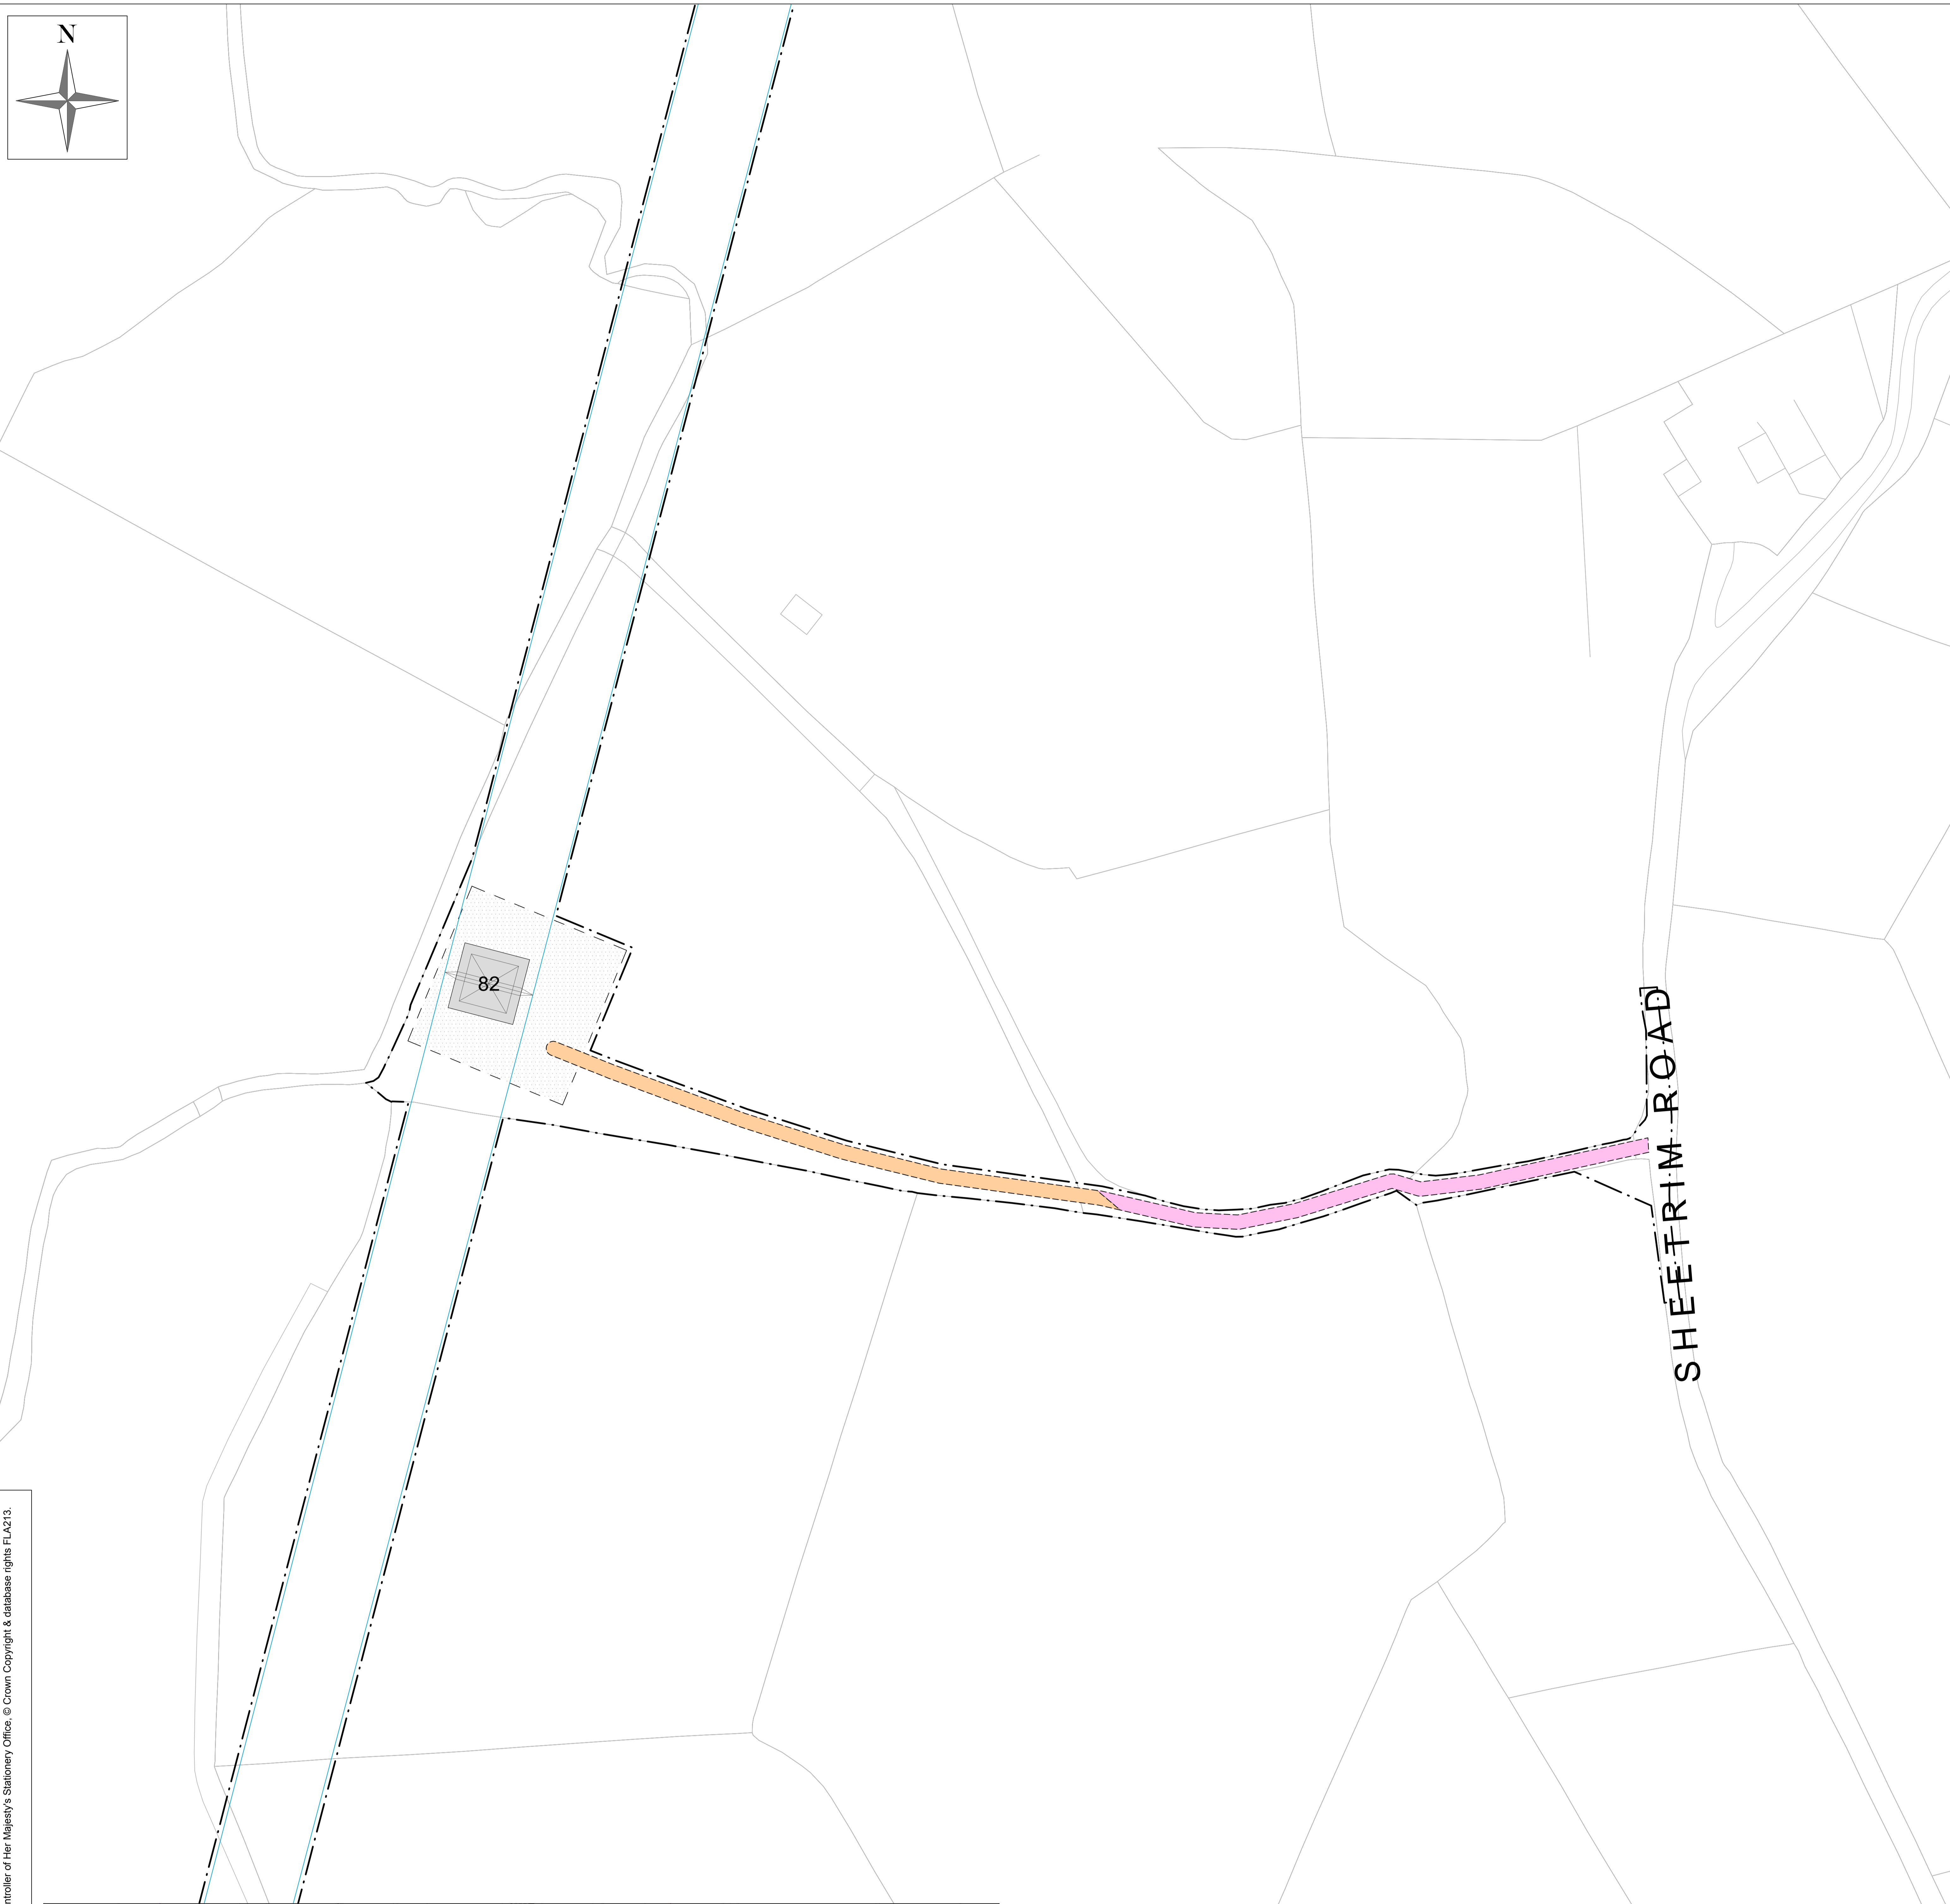 N
82
SHEETRIM ROAD
ntroller of Her Majesty's Stationery Office, © Crown Copyright & database rights FLA213.